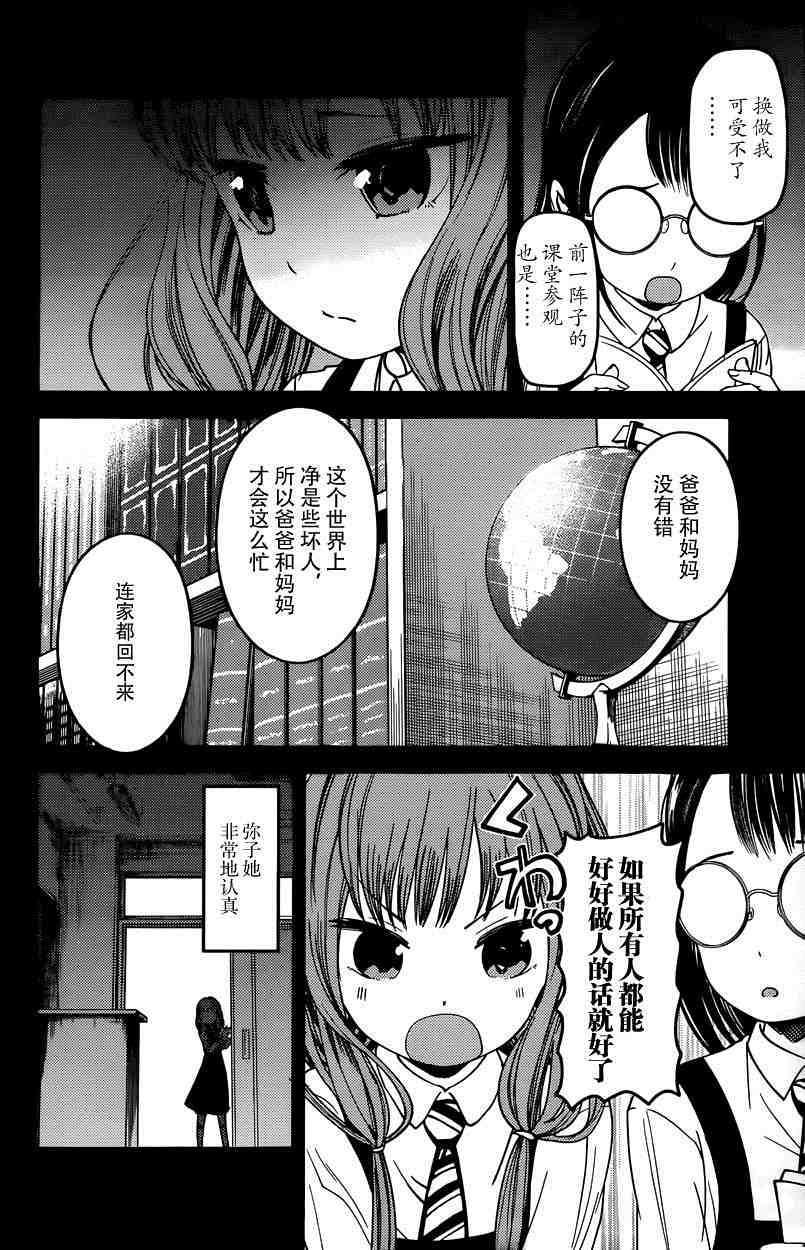 换做我
可受不了
……
前一阵子的
课堂参观
也是……
爸爸和妈妈
没有错
这个世界上
净是些坏人，
所以爸爸和妈妈
才会这么忙
连家都回不来
如果所有人都能
好好做人的话就好了
くわっ
弥子她
非常地认真